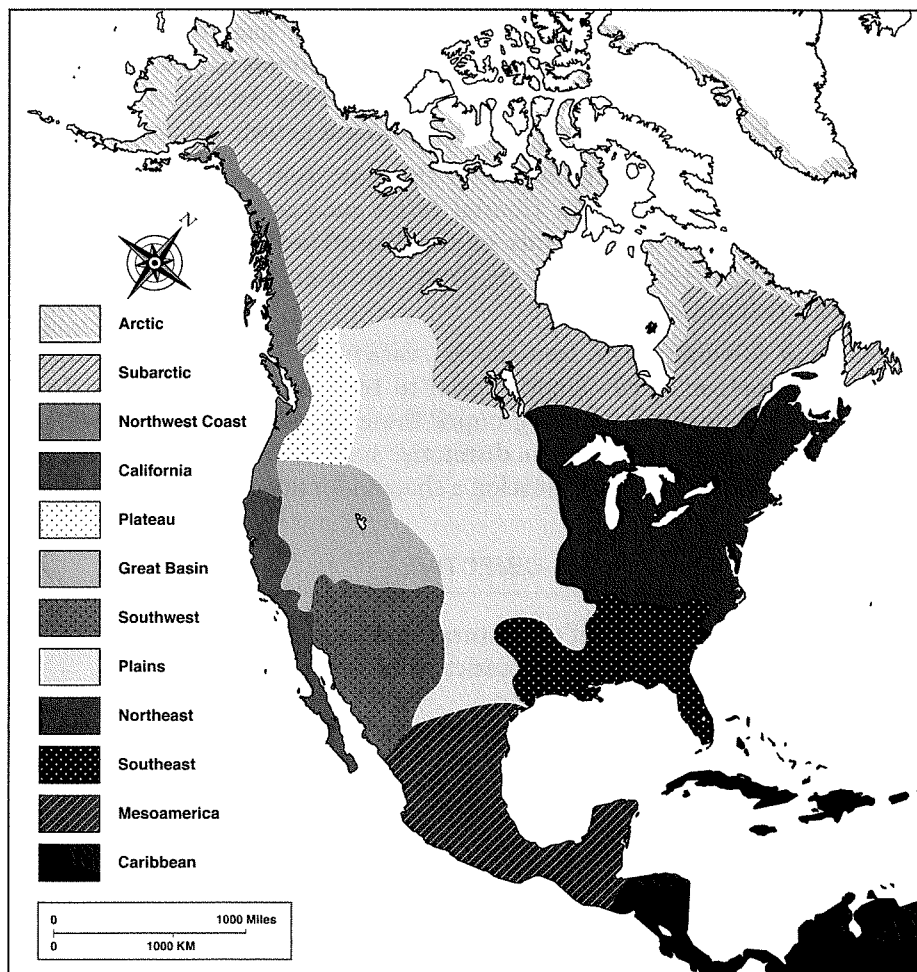 N
Arctic
Subarctic
Northwest Coast
California
Plateau
Great Basin
Southwest
Plains
Northeast
Southeast
Mesoamerica
Caribbean
0 1000 Miles
0 1000 KM